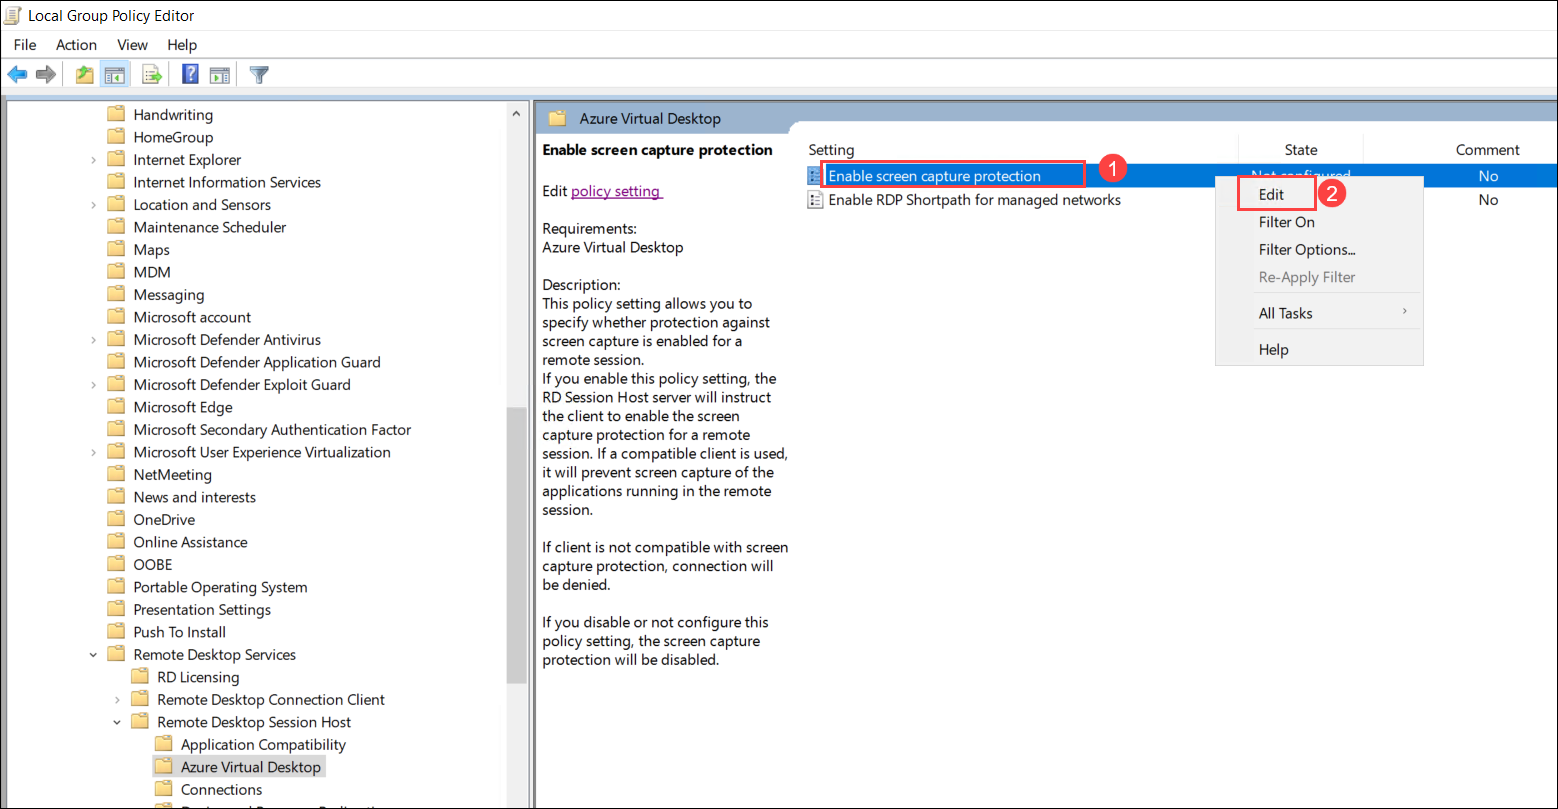 Local Group Policy Editor
File Action View Help
Handwriting
HomeGroup
Internet Explorer
Internet Information Services
Location and Sensors
Maintenance Scheduler
Maps
MDM
Messaging
Microsoft account
Microsoft Defender Antivirus
Microsoft Defender Application Guard
Microsoft Defender Exploit Guard
Microsoft Edge
Microsoft Secondary Authentication Factor
Microsoft User Experience Virtualization
NetMeeting
News and interests
OneDrive
Online Assistance
OOBE
Portable Operating System
Presentation Settings
Push To Install
Remote Desktop Services
RD Licensing
Remote Desktop Connection Client
Remote Desktop Session Host
Application Compatibility
Azure Virtual Desktop
Connections
Azure Virtual Desktop
Enable screen capture protection
Edit policy setting
Requirements:
Azure Virtual Desktop
Description:
This policy setting allows you to
specify whether protection against
screen capture is enabled for a
remote session.
If you enable this policy setting, the
RD Session Host server will instruct
the client to enable the screen
capture protection for a remote
session. If a compatible client is used,
it will prevent screen capture of the
applications running in the remote
session.
If client is not compatible with screen
capture protection, connection will
be denied.
If you disable or not configure this
policy setting, the screen capture
protection will be disabled.
Setting State Comment
Enable screen capture protection 1 Not configured No
Enable RDP Shortpath for managed networks No
Edit 2
Filter On
Filter Options...
Re-Apply Filter
All Tasks
Help